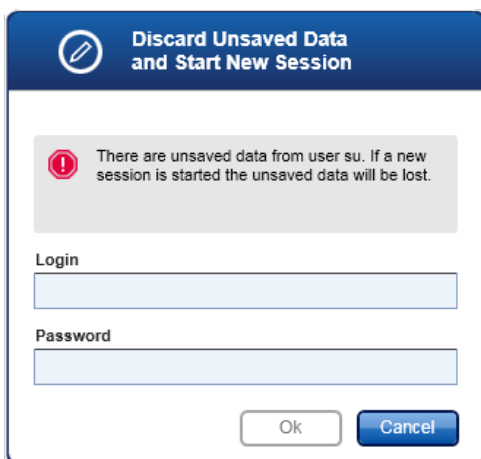 Discard Unsaved Data
and Start New Session
There are unsaved data from user su. If a new
session is started the unsaved data will be lost.
Login
Password
Ok
Cancel